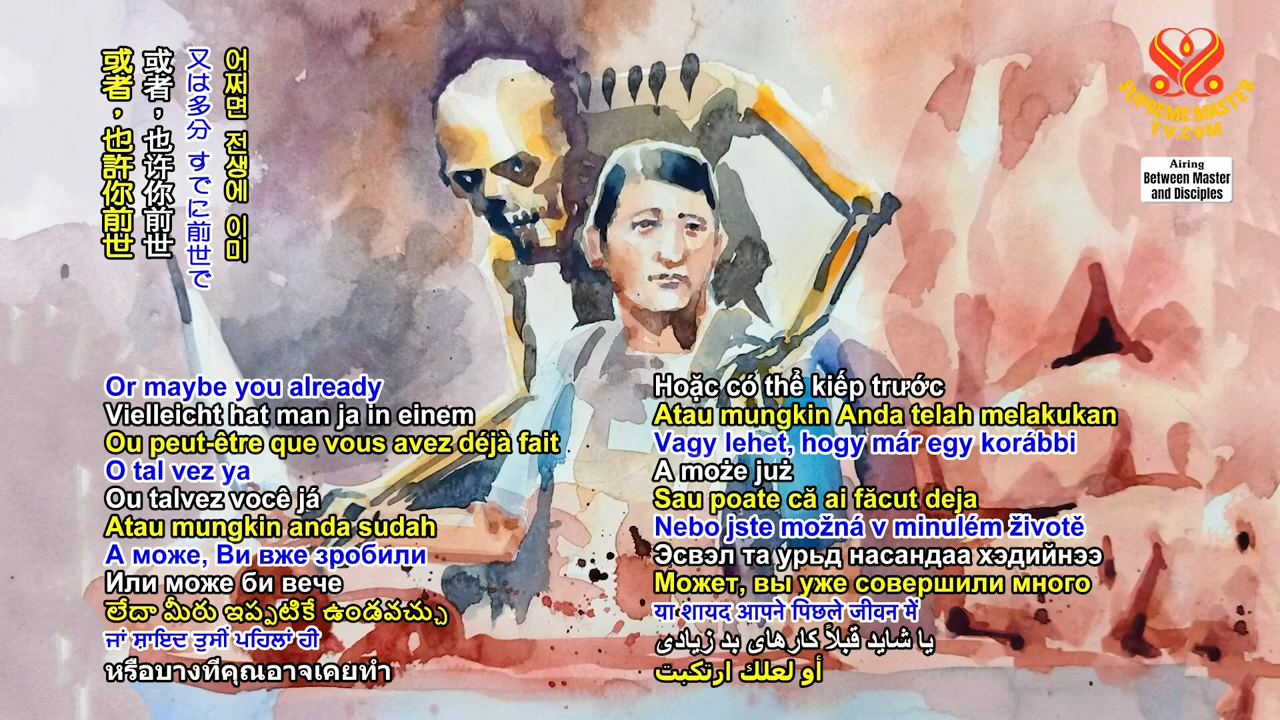 或者，也許你前世
或者，也许你前世
又は多分 すでに前世で
어쩌면 전생에 이미
SUPREME MASTER
TV.COM
Airing
Between Master
and Disciples
Or maybe you already
Vielleicht hat man ja in einem
Ou peut-être que vous avez déjà fait
O tal vez ya
Ou talvez você já
Atau mungkin anda sudah
А може, Ви вже зробили
Или може би вече
లేదా మీరు ఇప్పటికే ఉండవచ్చు
ਜਾਂ ਸ਼ਾਇਦ ਤੁਸੀਂ ਪਹਿਲਾਂ ਹੀ
หรือบางทีคุณอาจเคยทำ
Hoặc có thể kiếp trước
Atau mungkin Anda telah melakukan
Vagy lehet, hogy már egy korábbi
A może już
Sau poate că ai făcut deja
Nebo jste možná v minulém životě
Эсвэл та урьд насандаа хэдийнээ
Может, вы уже совершили много
या शायद आपने पिछले जीवन में
یا شاید قبلاً کارهای بد زیادی
أو لعلك ارتكبت